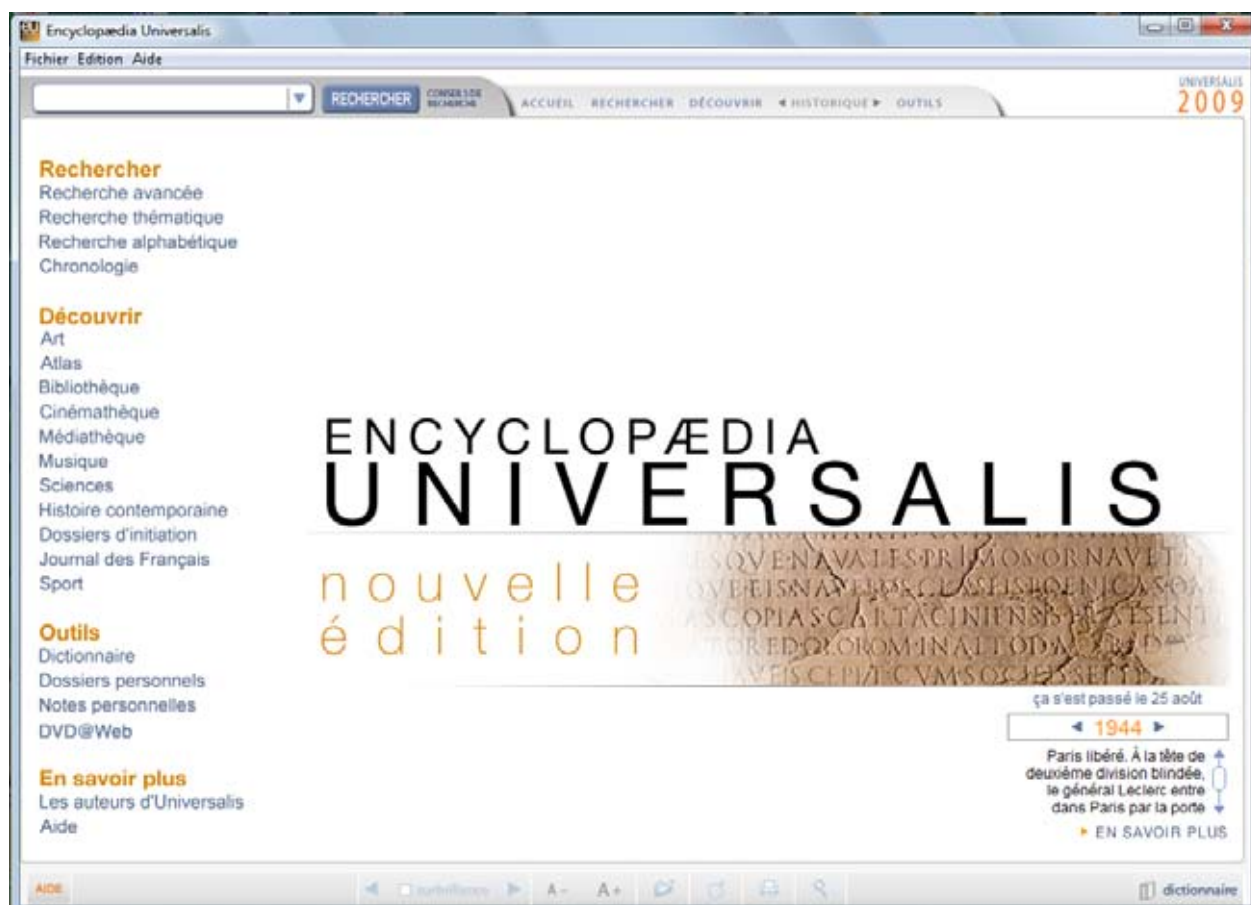 Encyclopædia Universalis
Fichier Edition Aide
RECHERCHER
CONSEILS DE
RECHERCHE
ACCUEIL RECHERCHER DÉCOUVRIR HISTORIQUE OUTILS
UNIVERSALIS
2009
Rechercher
Recherche avancée
Recherche thématique
Recherche alphabétique
Chronologie
Découvrir
Art
Atlas
Bibliothèque
Cinémathèque
Médiathèque
Musique
Sciences
Histoire contemporaine
Dossiers d'initiation
Journal des Français
Sport
Outils
Dictionnaire
Dossiers personnels
Notes personnelles
DVD@Web
En savoir plus
Les auteurs d'Universalis
Aide
ENCYCLOPÆDIA
UNIVERSALIS
nouvelle
édition
ça s'est passé le 25 août
1944
Paris libéré. À la tête de
deuxième division blindée,
le général Leclerc entre
dans Paris par la porte
EN SAVOIR PLUS
AIDE
A- A+
dictionnaire